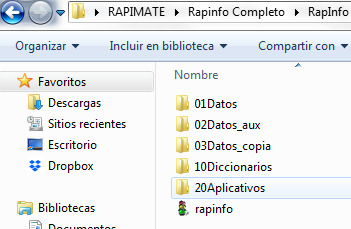 RAPIMATE Rapinfo Completo RapInfo
Organizar Incluir en biblioteca Compartir con
Nombre
Favoritos
Descargas
Sitios recientes
Escritorio
Dropbox
Bibliotecas
Documentos
01Datos
02Datos_aux
03Datos_copia
10Diccionarios
20Aplicativos
rapinfo